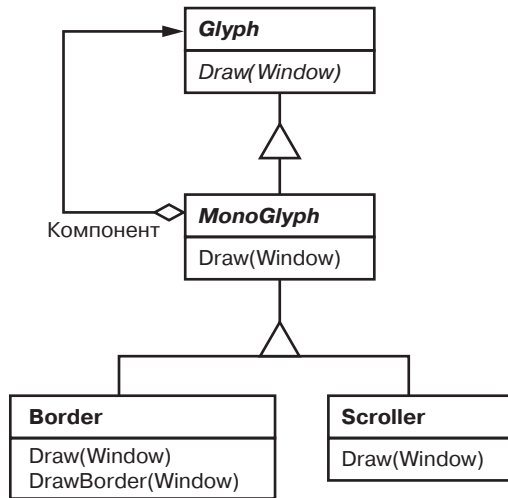 Glyph
Draw(Window)
MonoGlyph
Компонент
Draw(Window)
Border
Draw(Window)
DrawBorder(Window)
Scroller
Draw(Window)